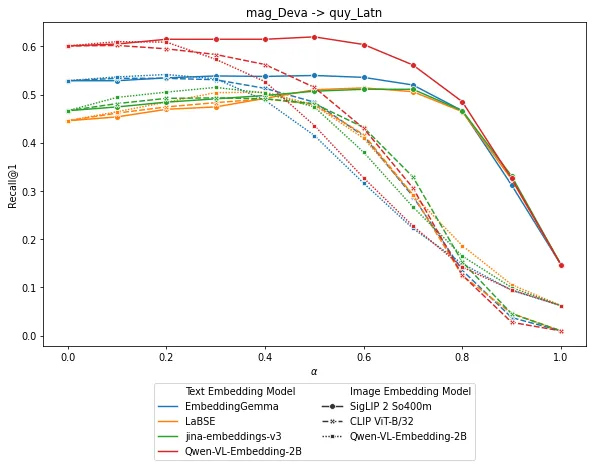 mag_Deva -> quy_Latn
Recall@1
0.6
0.5
0.4
0.3
0.2
0.1
0.0
0.0 0.2 0.4 0.6 0.8 1.0
α
Text Embedding Model Image Embedding Model
EmbeddingGemma SigLIP 2 So400m
LaBSE CLIP ViT-B/32
jina-embeddings-v3 Qwen-VL-Embedding-2B
Qwen-VL-Embedding-2B